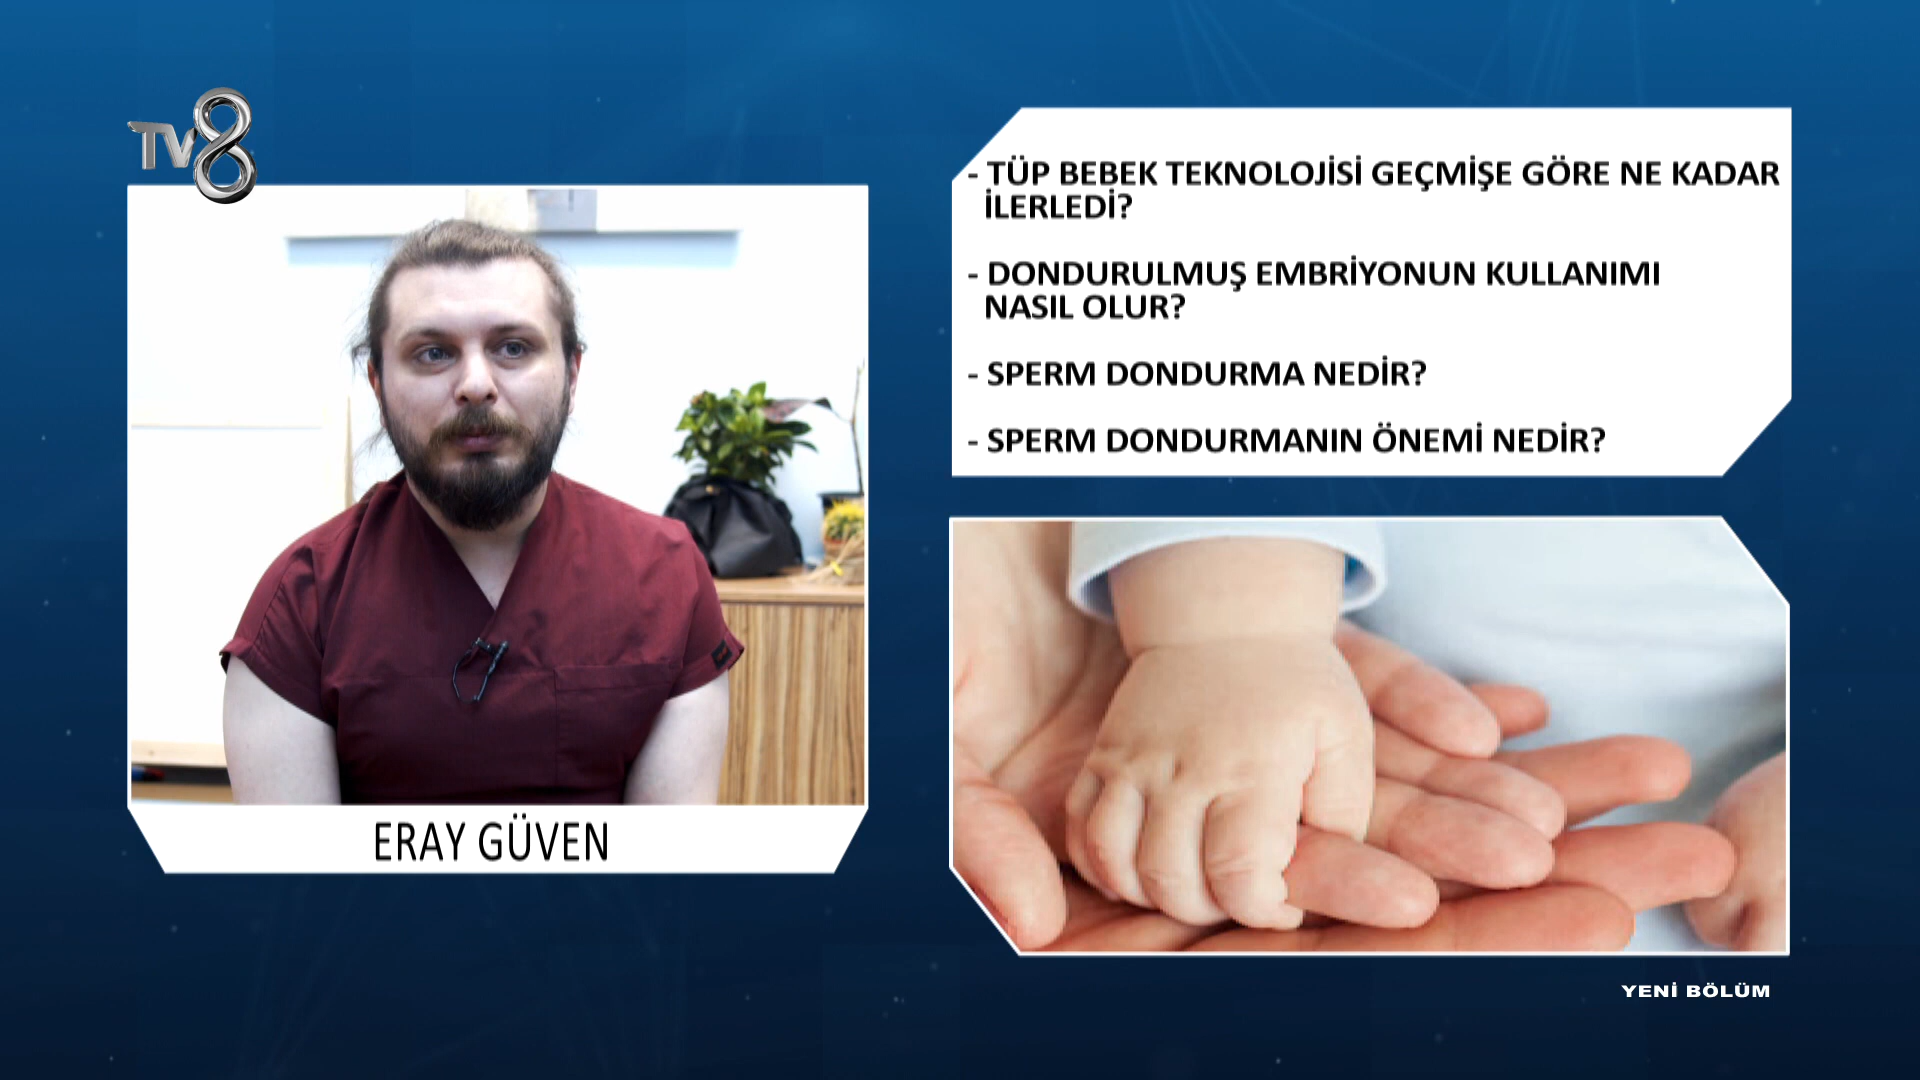 TV8
- TÜP BEBEK TEKNOLOJİSİ GEÇMİŞE GÖRE NE KADAR
İLERLEDİ?
- DONDURULMUŞ EMBRİYONUN KULLANIMI
NASIL OLUR?
- SPERM DONDURMA NEDİR?
- SPERM DONDURMANIN ÖNEMİ NEDİR?
ERAY GÜVEN
YENİ BÖLÜM